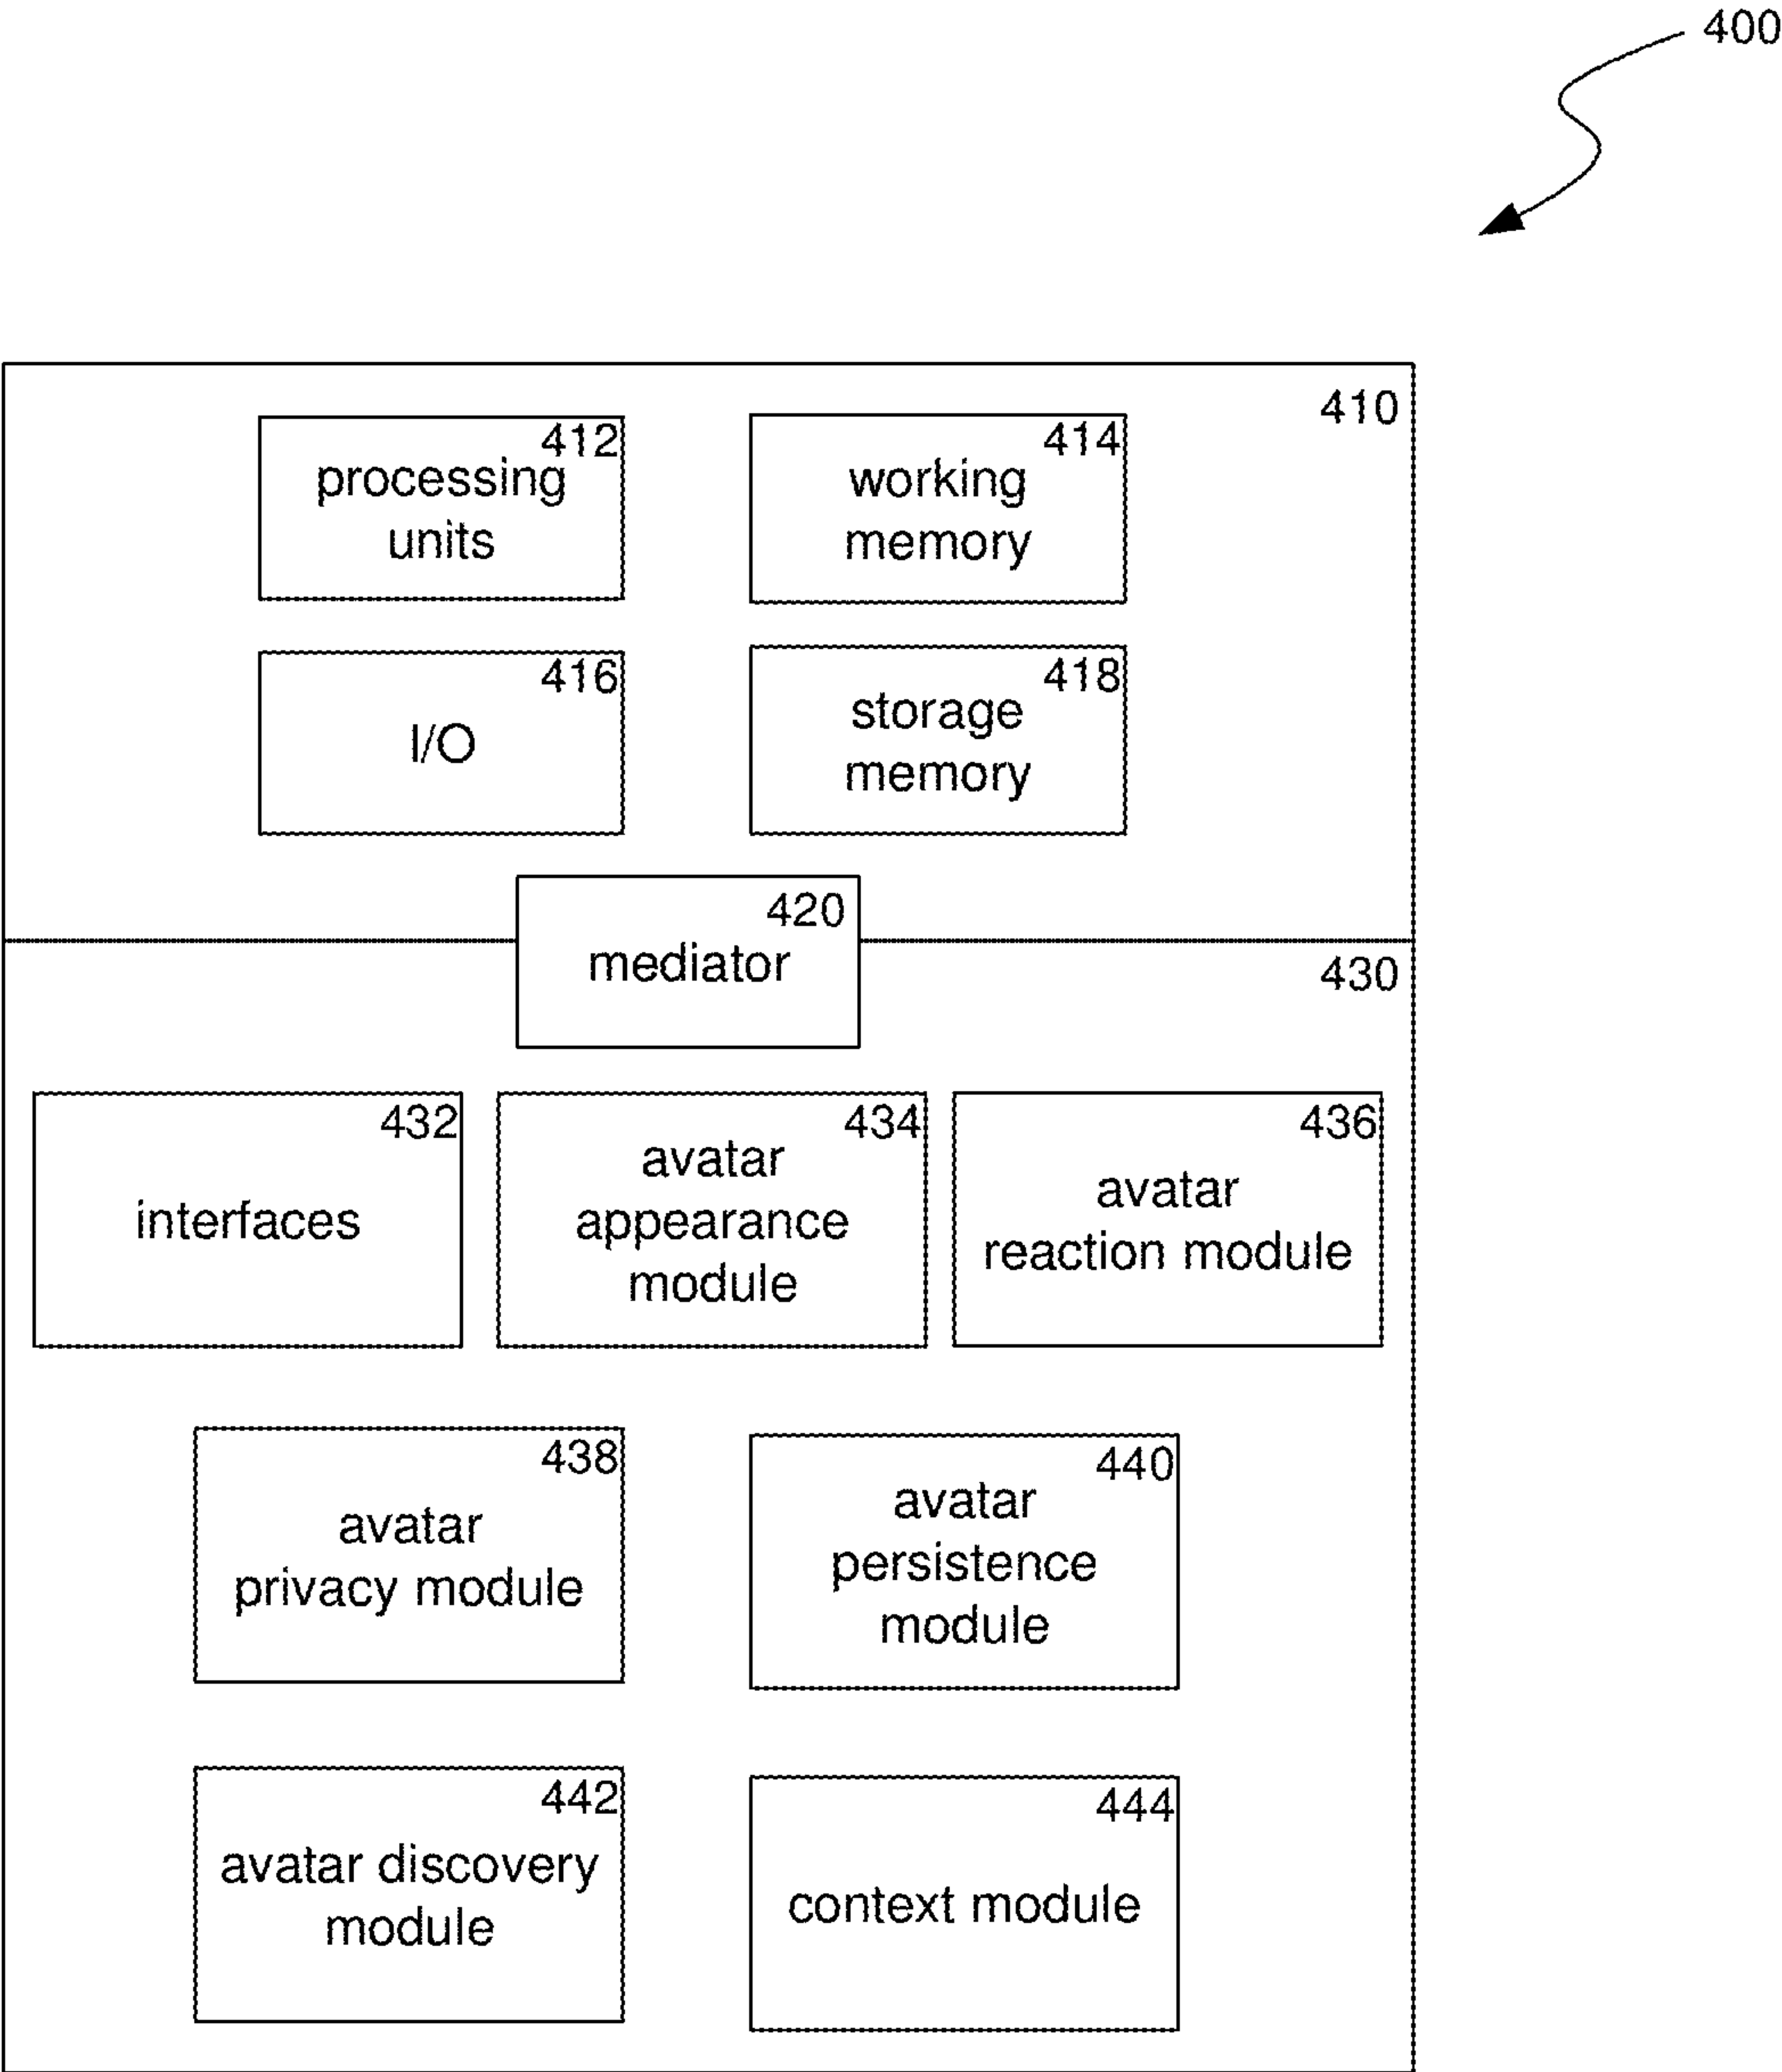 400
410
412
processing
units
414
working
memory
416
I/O
418
storage
memory
420
mediator
430
432
interfaces
434
avatar
appearance
module
436
avatar
reaction module
438
avatar
privacy module
440
avatar
persistence
module
442
avatar discovery
module
444
context module